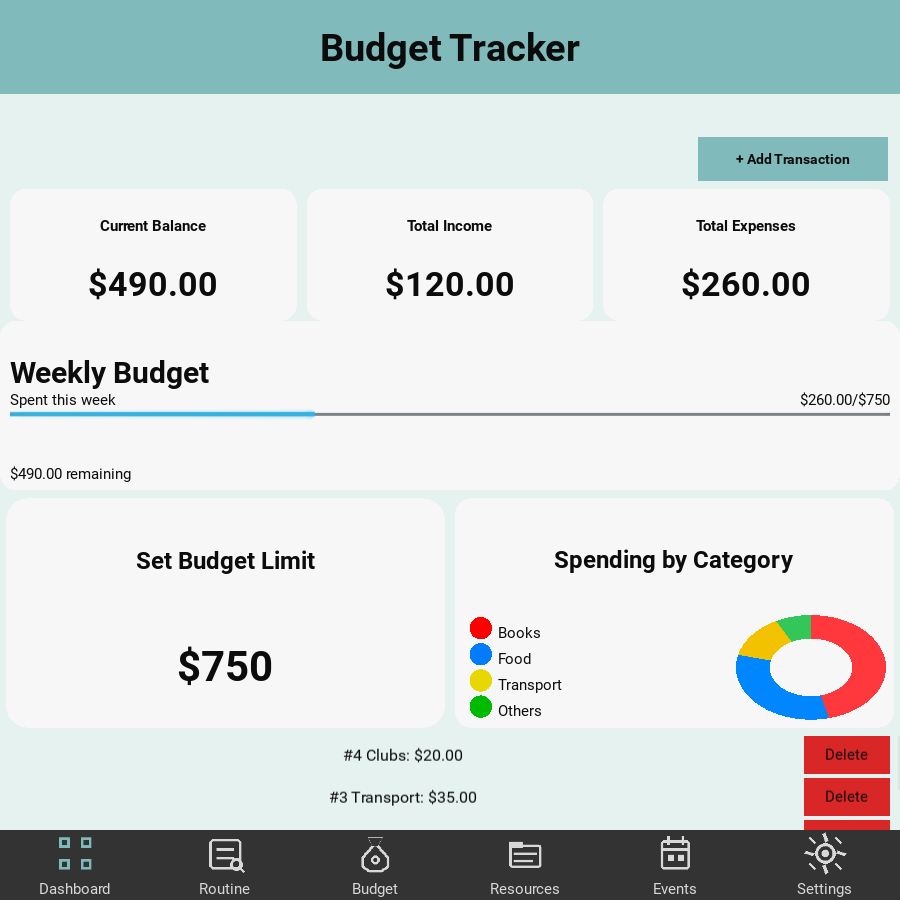 Budget Tracker
+ Add Transaction
Current Balance
$490.00
Total Income
$120.00
Total Expenses
$260.00
Weekly Budget
Spent this week
$260.00/$750
$490.00 remaining
Set Budget Limit
$750
Spending by Category
Books
Food
Transport
Others
#4 Clubs: $20.00
Delete
#3 Transport: $35.00
Delete
Dashboard
Routine
Budget
Resources
Events
Settings